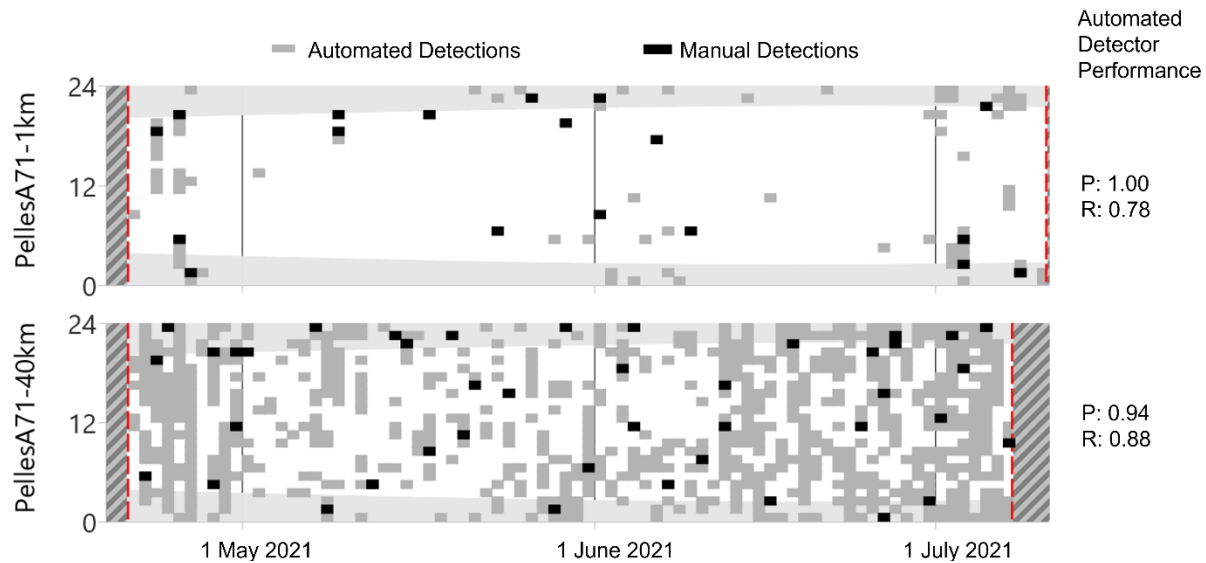 Automated Detections
Manual Detections
Automated
Detector
Performance
PellesA71-1km
24
12
0
P: 1.00
R: 0.78
PellesA71-40km
24
12
0
P: 0.94
R: 0.88
1 May 2021
1 June 2021
1 July 2021